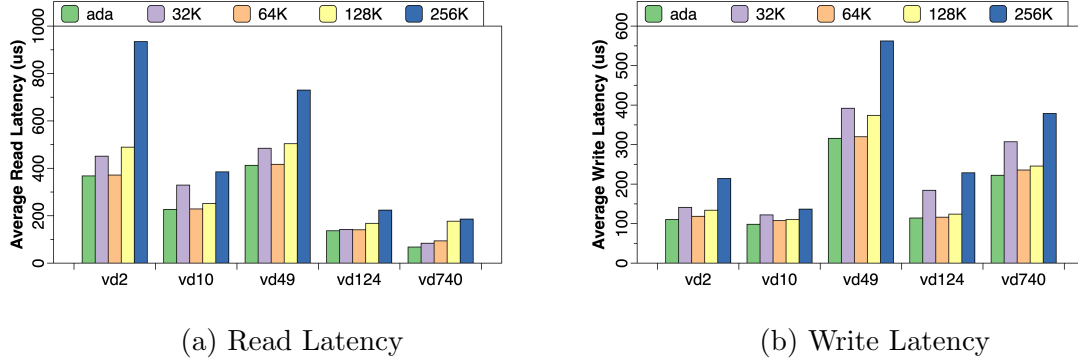 ada 32K 64K 128K 256K
Average Read Latency (us)
1000
800
600
400
200
0
vd2 vd10 vd49 vd124 vd740
(a) Read Latency
ada 32K 64K 128K 256K
Average Write Latency (us)
600
500
400
300
200
100
0
vd2 vd10 vd49 vd124 vd740
(b) Write Latency